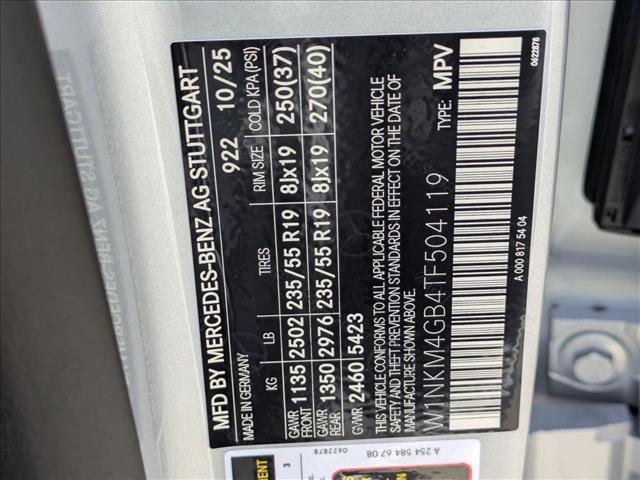 MFD BY MERCEDES-BENZ AG-STUTTGART
MADE IN GERMANY 922 10/25
KG LB TIRES RIM SIZE COLD KPA (PSI)
GAWR FRONT 1135 2502 235/55 R19 8Jx19 250(37)
GAWR REAR 1350 2976 235/55 R19 8Jx19 270(40)
GVWR 2460 5423
THIS VEHICLE CONFORMS TO ALL APPLICABLE FEDERAL MOTOR VEHICLE
SAFETY AND THEFT PREVENTION STANDARDS IN EFFECT ON THE DATE OF
MANUFACTURE SHOWN ABOVE.
TYPE: MPV
W1NKM4GB4TF504119
A 000 817 54 04
0622878
A 254 584 67 08
0622878
3